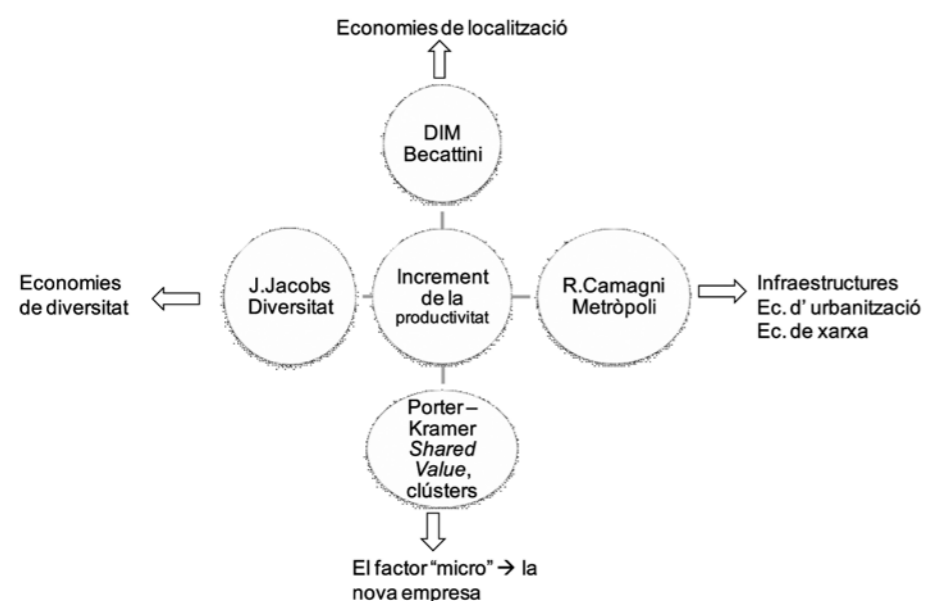 Economies de localització
DIM
Becattini
Economies
de diversitat
J.Jacobs
Diversitat
Increment
de la
productivitat
R.Camagni
Metròpoli
Infraestructures
Ec. d’ urbanització
Ec. de xarxa
Porter–
Kramer
Shared
Value,
clústers
El factor “micro” → la
nova empresa